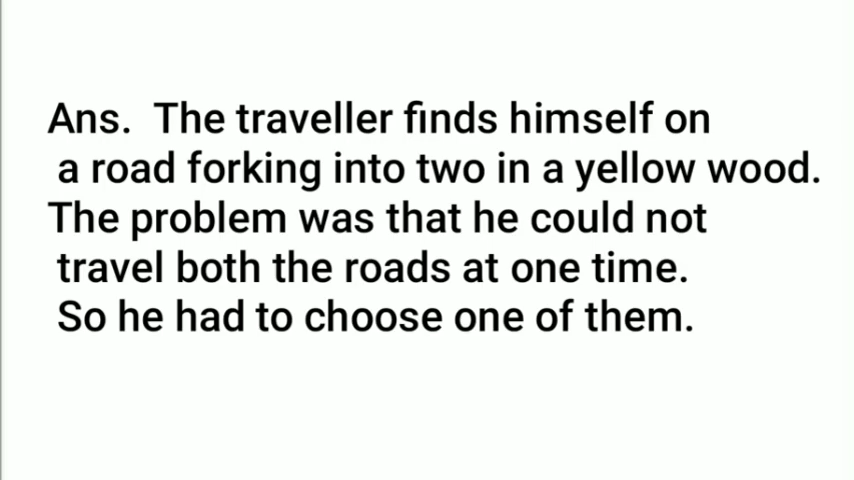 Ans.  The traveller finds himself on
a road forking into two in a yellow wood.
The problem was that he could not
travel both the roads at one time.
So he had to choose one of them.